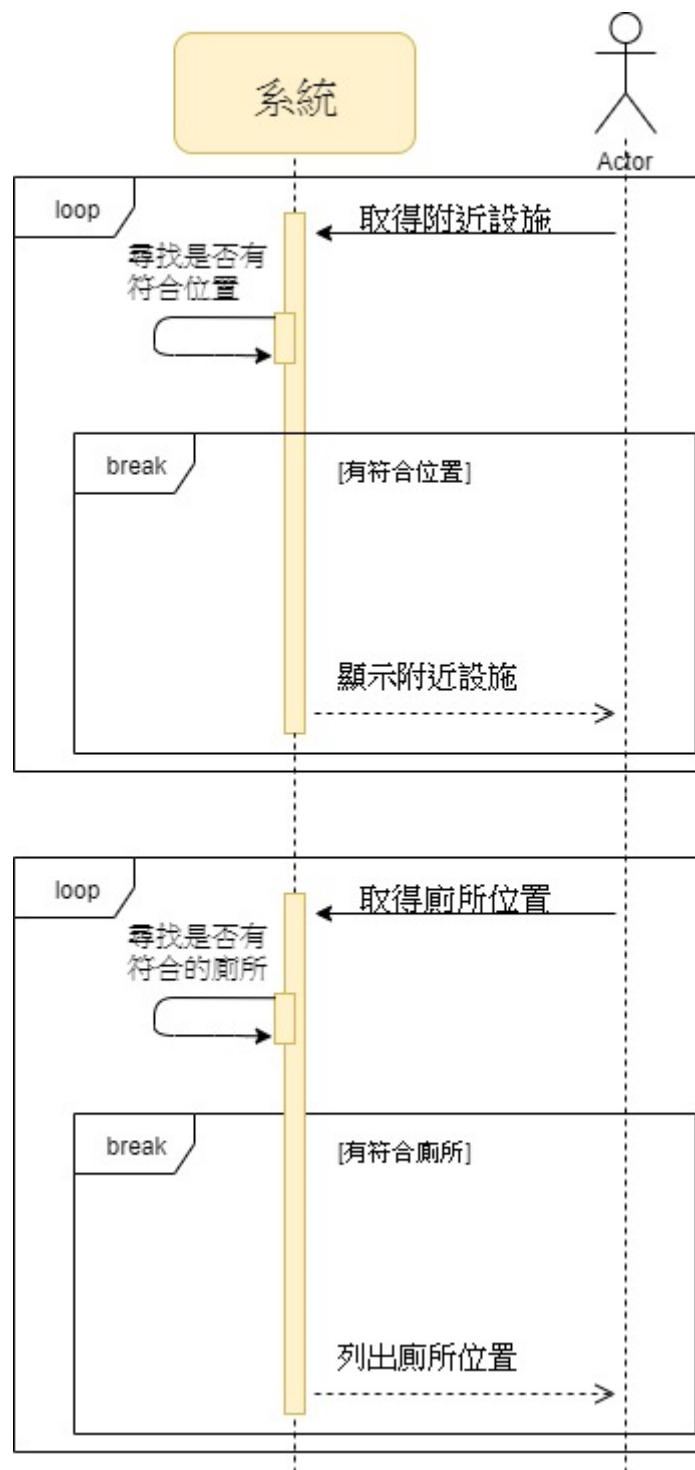 系統
Actor
loop
取得附近設施
尋找是否有
符合位置
break
[有符合位置]
顯示附近設施
loop
取得廁所位置
尋找是否有
符合的廁所
break
[有符合廁所]
列出廁所位置